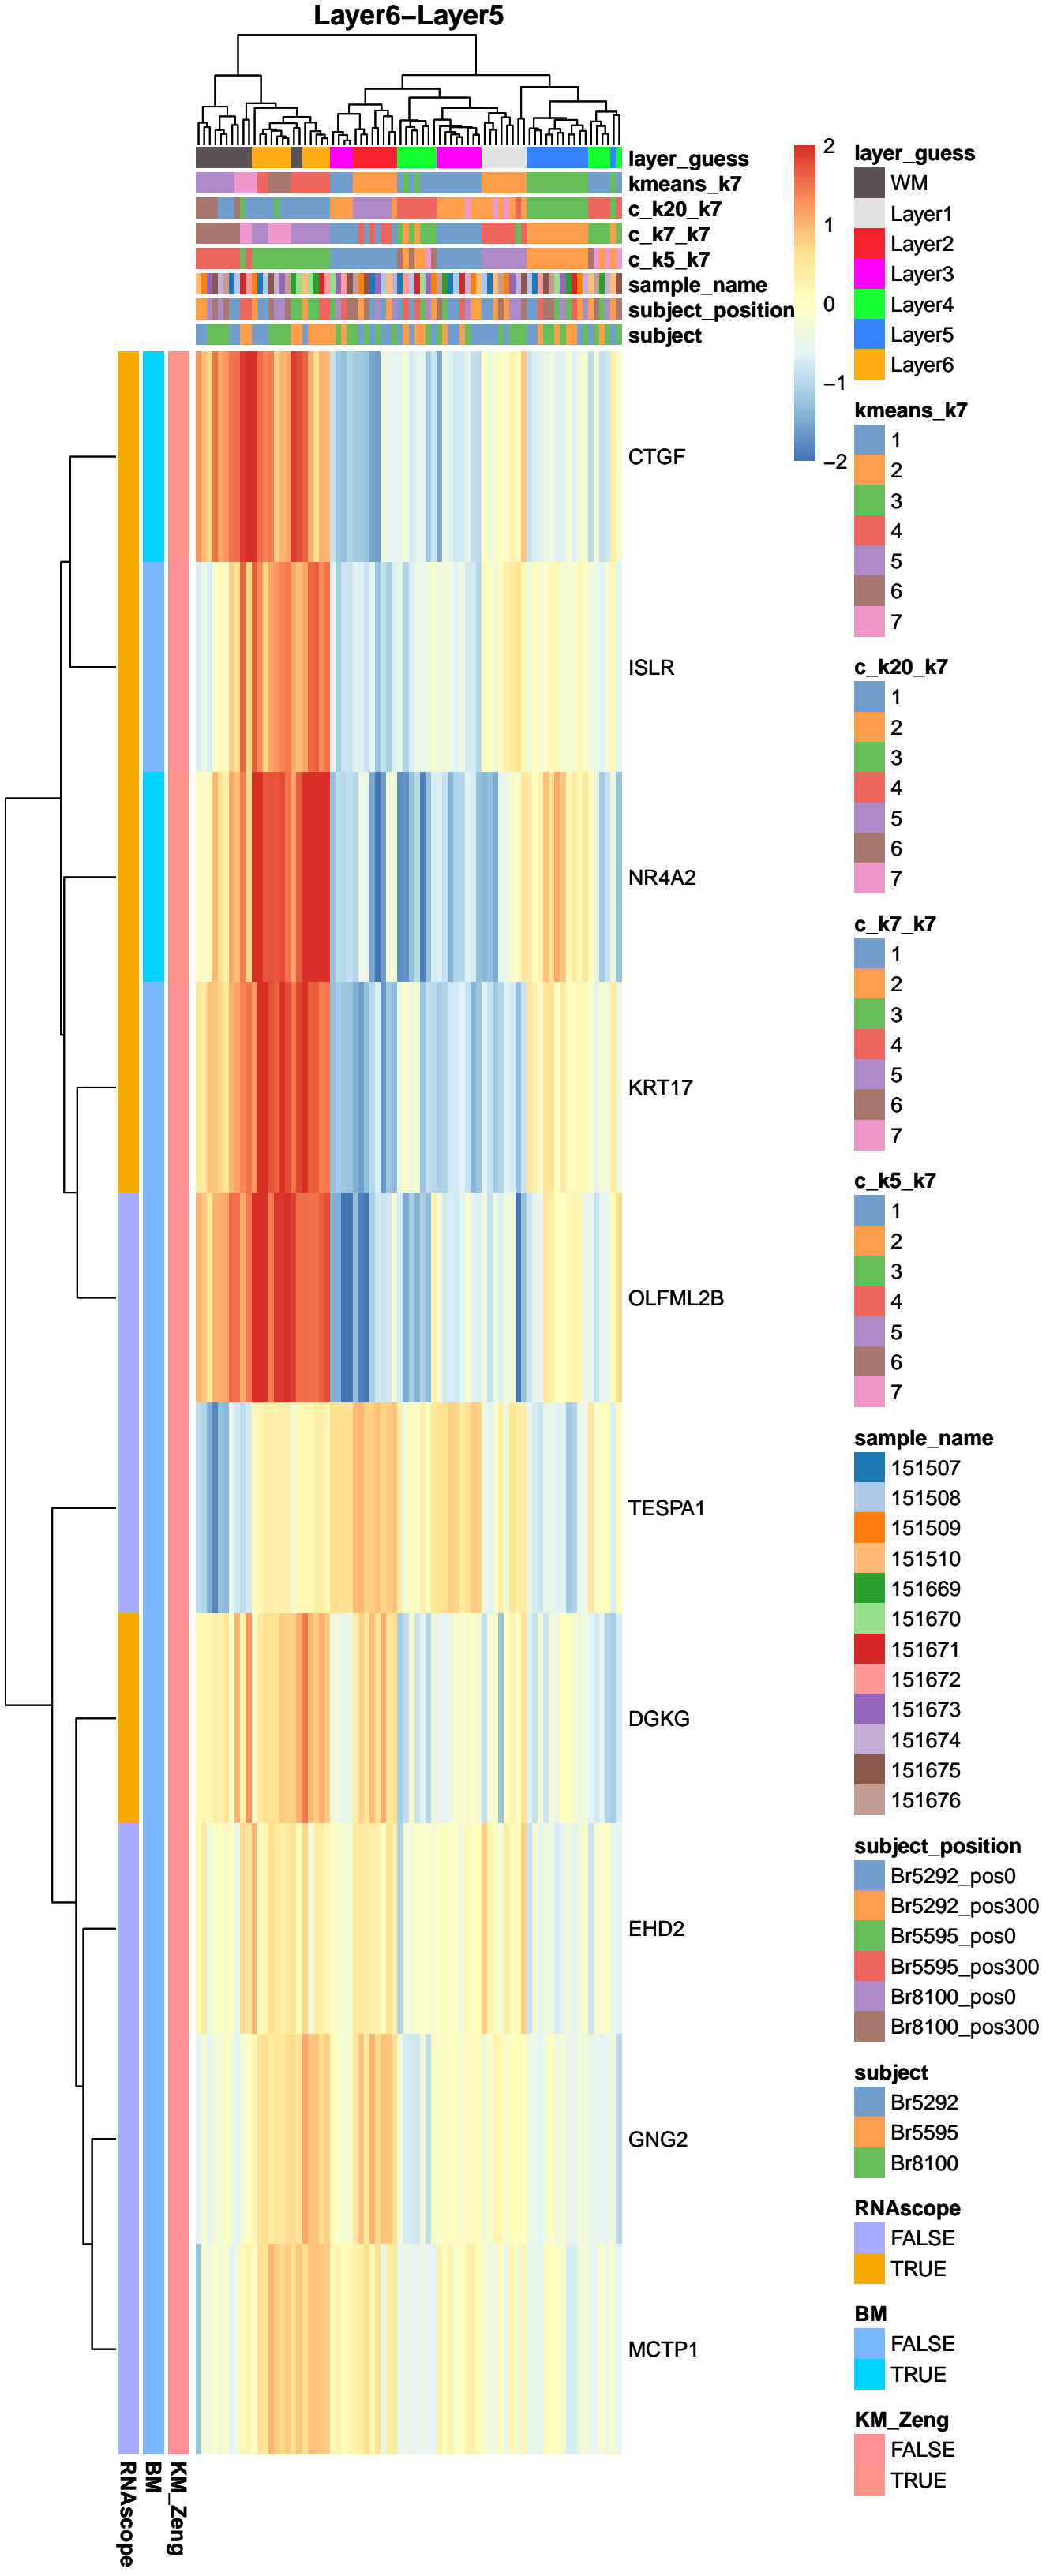 Layer6−Layer5
layer_guess
kmeans_k7
c_k20_k7
c_k7_k7
c_k5_k7
sample_name
subject_position
subject
CTGF
ISLR
NR4A2
KRT17
OLFML2B
TESPA1
DGKG
EHD2
GNG2
MCTP1
RNAscope
BM
KM_Zeng
2
1
0
−1
−2
layer_guess
WM
Layer1
Layer2
Layer3
Layer4
Layer5
Layer6
kmeans_k7
1
2
3
4
5
6
7
c_k20_k7
1
2
3
4
5
6
7
c_k7_k7
1
2
3
4
5
6
7
c_k5_k7
1
2
3
4
5
6
7
sample_name
151507
151508
151509
151510
151669
151670
151671
151672
151673
151674
151675
151676
subject_position
Br5292_pos0
Br5292_pos300
Br5595_pos0
Br5595_pos300
Br8100_pos0
Br8100_pos300
subject
Br5292
Br5595
Br8100
RNAscope
FALSE
TRUE
BM
FALSE
TRUE
KM_Zeng
FALSE
TRUE